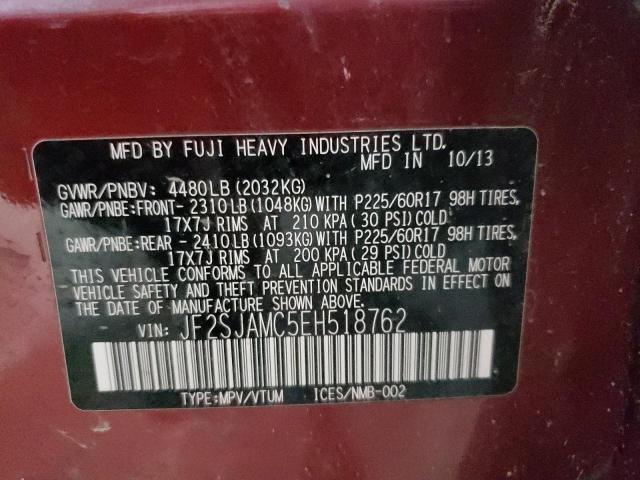 MFD BY FUJI HEAVY INDUSTRIES LTD.
MFD IN 10/13
GVWR/PNBV: 4480LB(2032KG)
GAWR/PNBE:FRONT- 2310LB(1048KG)WITH P225/60R17 98H TIRES,
17X7J RIMS AT 210 KPA( 30 PSI)COLD
GAWR/PNBE:REAR - 2410LB(1093KG)WITH P225/60R17 98H TIRES,
17X7J RIMS AT 200 KPA( 29 PSI)COLD
THIS VEHICLE CONFORMS TO ALL APPLICABLE FEDERAL MOTOR
VEHICLE SAFETY AND THEFT PREVENTION STANDARDS IN EFFECT ON
THE DATE OF MANUFACTURE SHOWN ABOVE.
VIN: JF2SJAMC5EH518762
TYPE:MPV/VTUM ICES/NMB-002